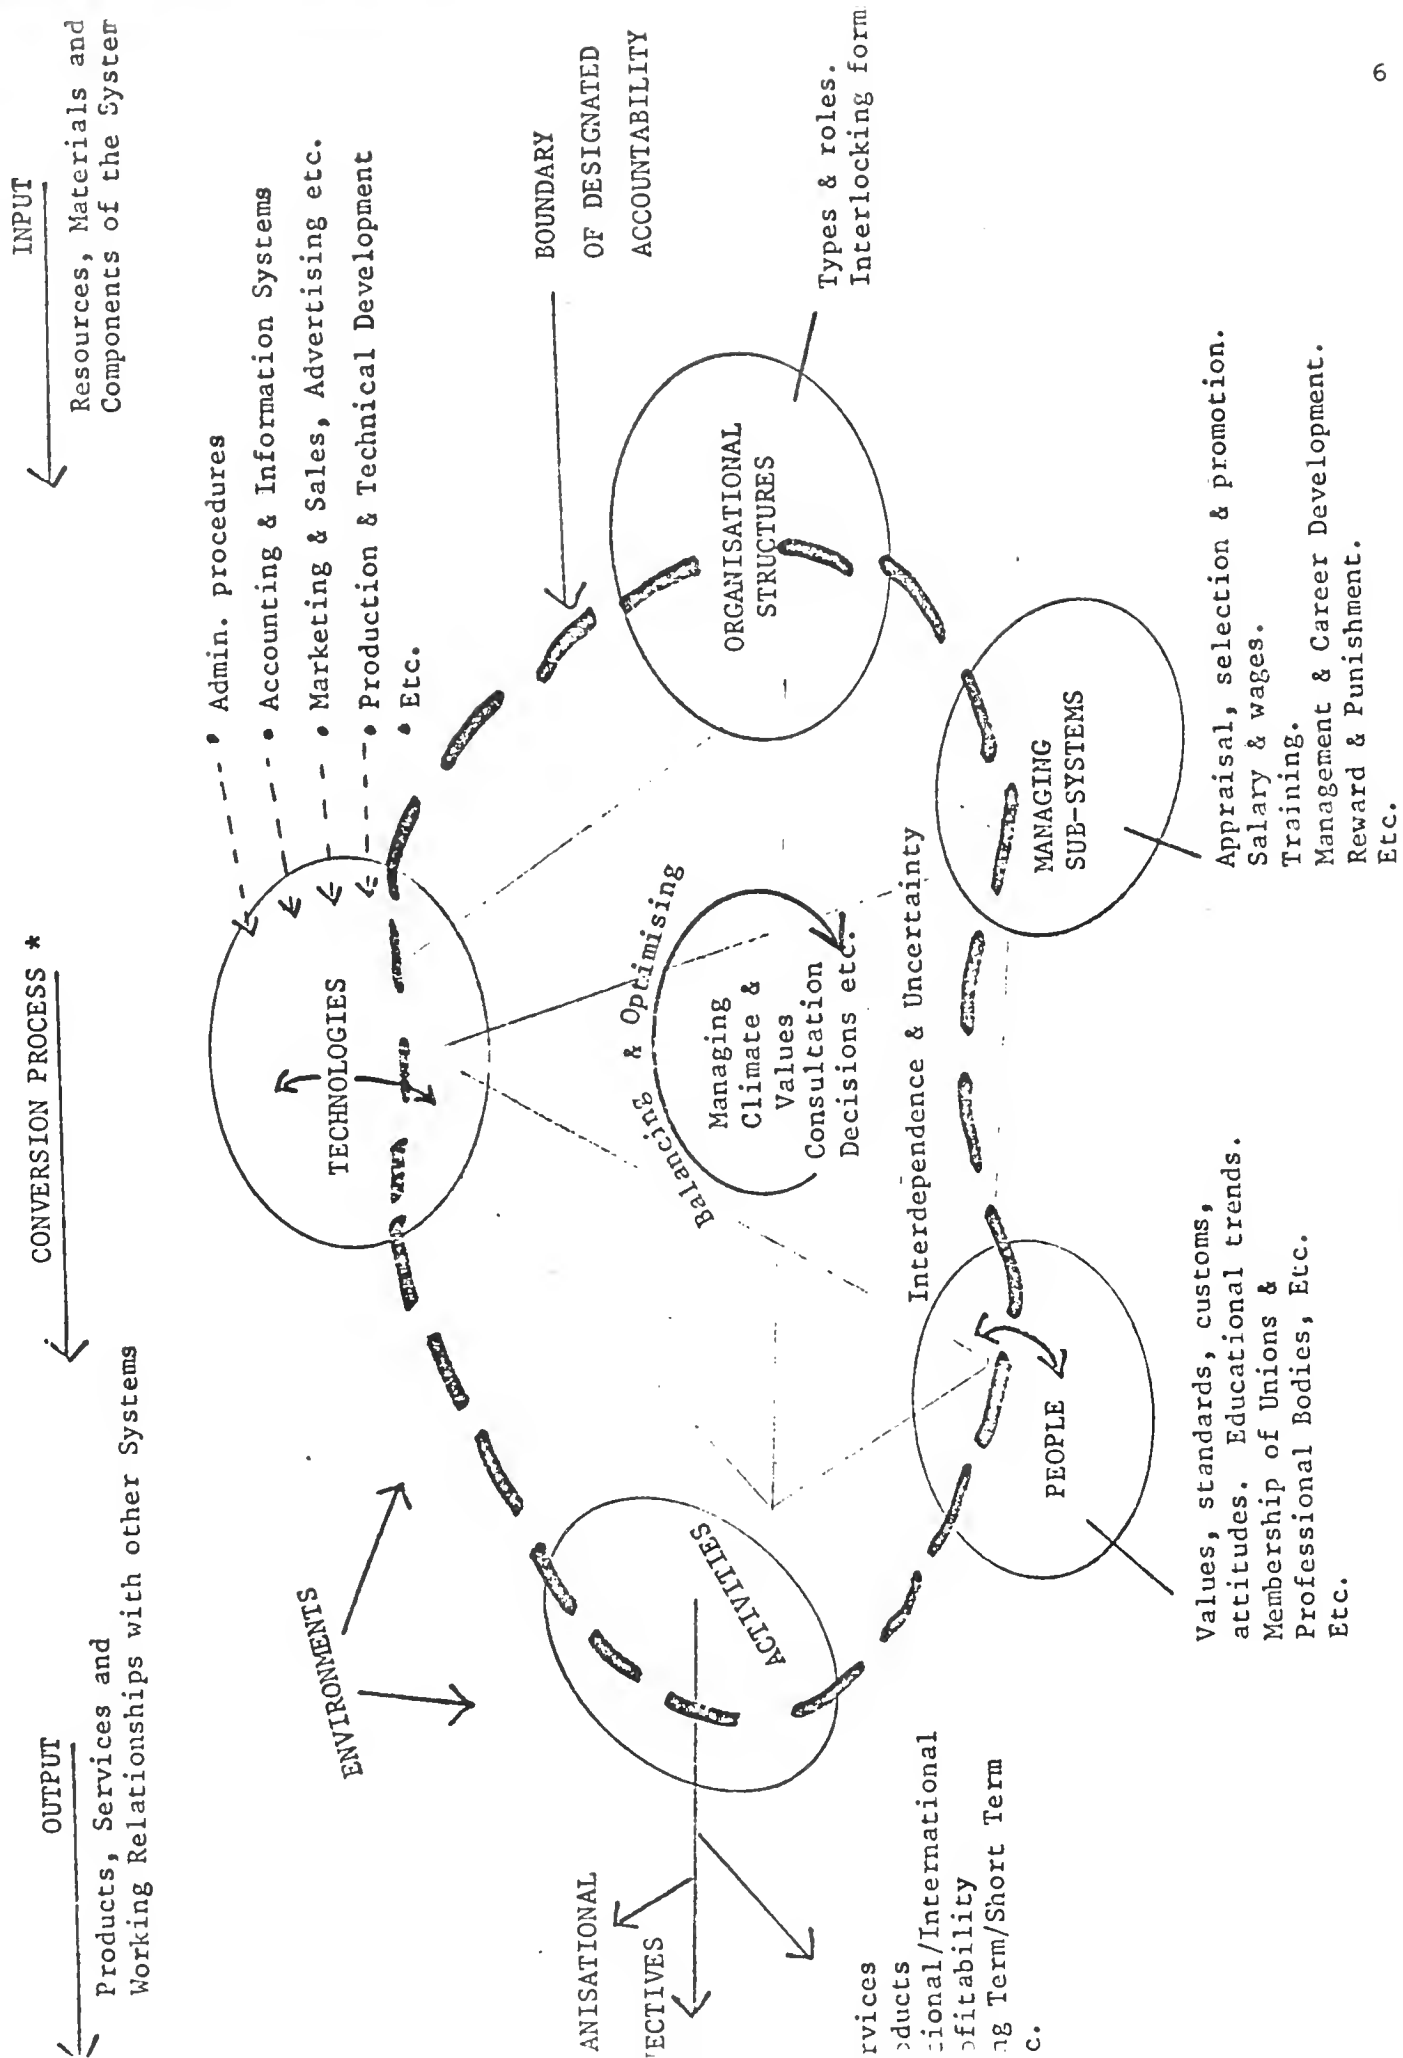 OUTPUT
Products, Services and
Working Relationships with other Systems
CONVERSION PROCESS *
INPUT
Resources, Materials and
Components of the System
ENVIRONMENTS
TECHNOLOGIES
• Admin. procedures
• Accounting & Information Systems
• Marketing & Sales, Advertising etc.
• Production & Technical Development
• Etc.
BOUNDARY
OF DESIGNATED
ACCOUNTABILITY
ANISATIONAL
ECTIVES
ACTIVITIES
Balancing & Optimising
Managing
Climate &
Values
Consultation
Decisions etc.
ORGANISATIONAL
STRUCTURES
Types & roles.
Interlocking form
rvices
ducts
ional/International
ofitability
ng Term/Short Term
c.
Interdependence & Uncertainty
PEOPLE
MANAGING
SUB-SYSTEMS
Values, standards, customs,
attitudes. Educational trends.
Membership of Unions &
Professional Bodies, Etc.
Etc.
Appraisal, selection & promotion.
Salary & wages.
Training.
Management & Career Development.
Reward & Punishment.
Etc.
6